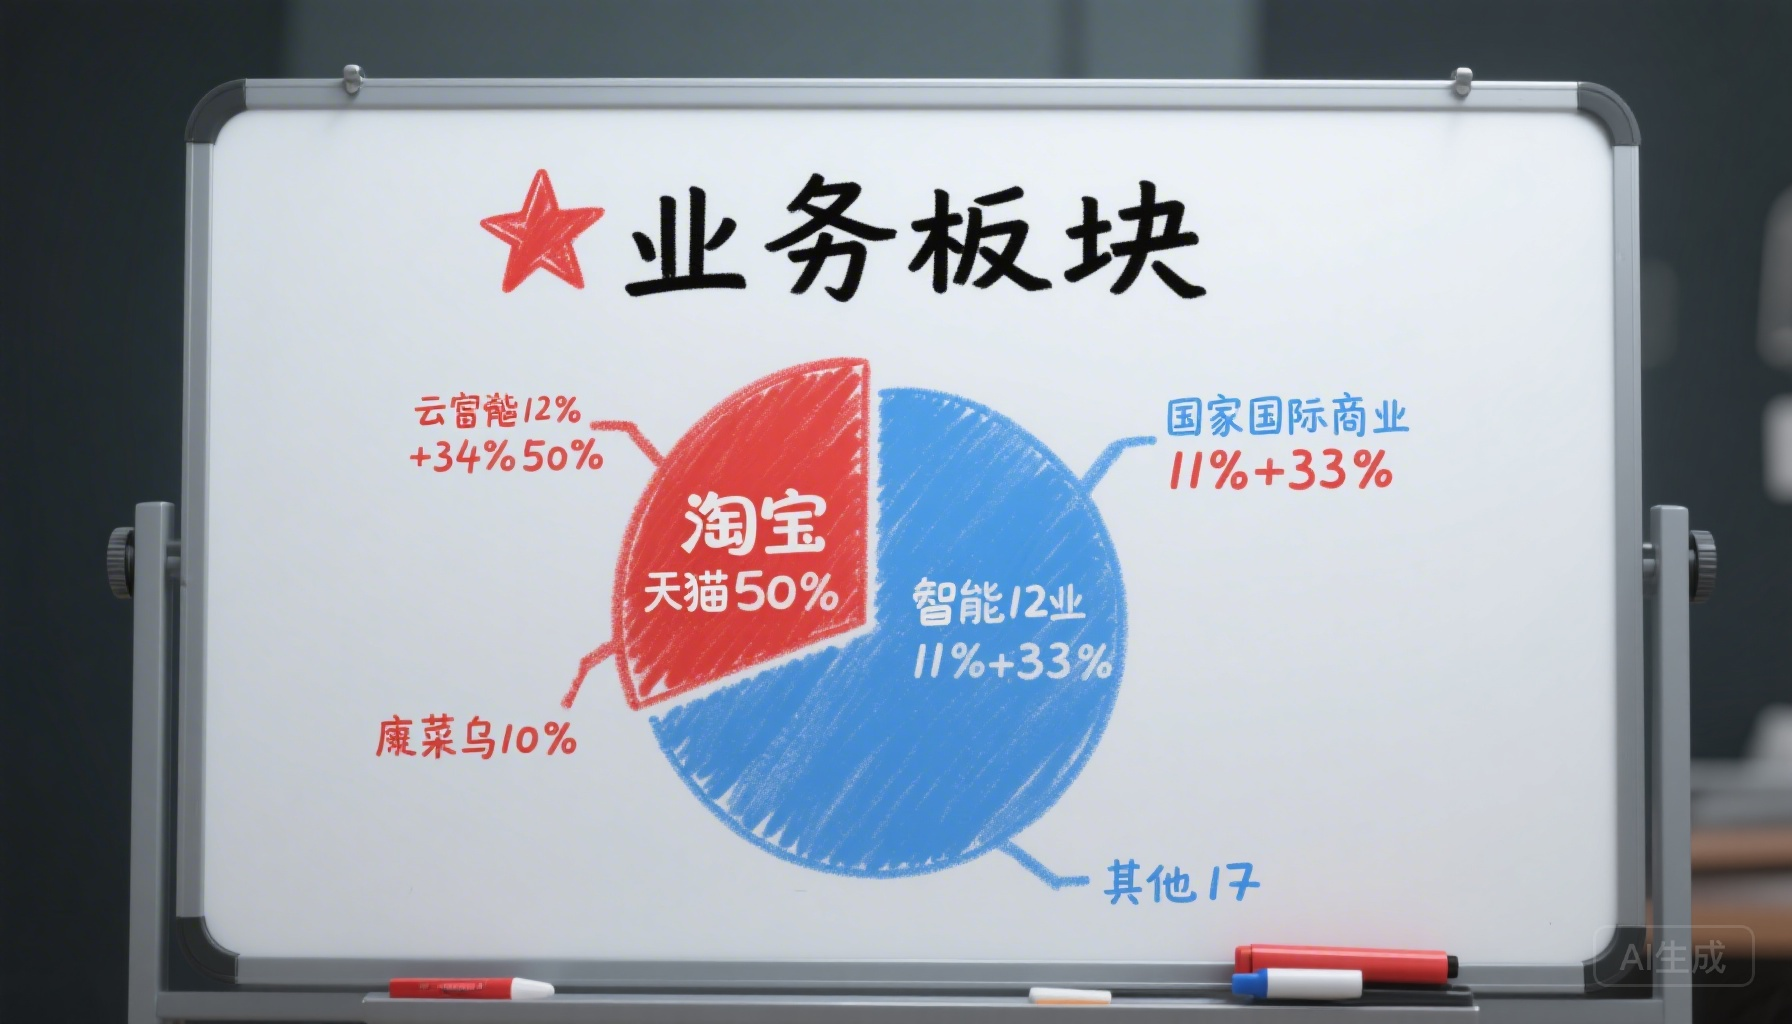 业务板块
云富能12%
+34%50%
国家国际商业
11%+33%
淘宝
天猫50%
智能12业
11%+33%
菜鸟10%
其他17
AI生成